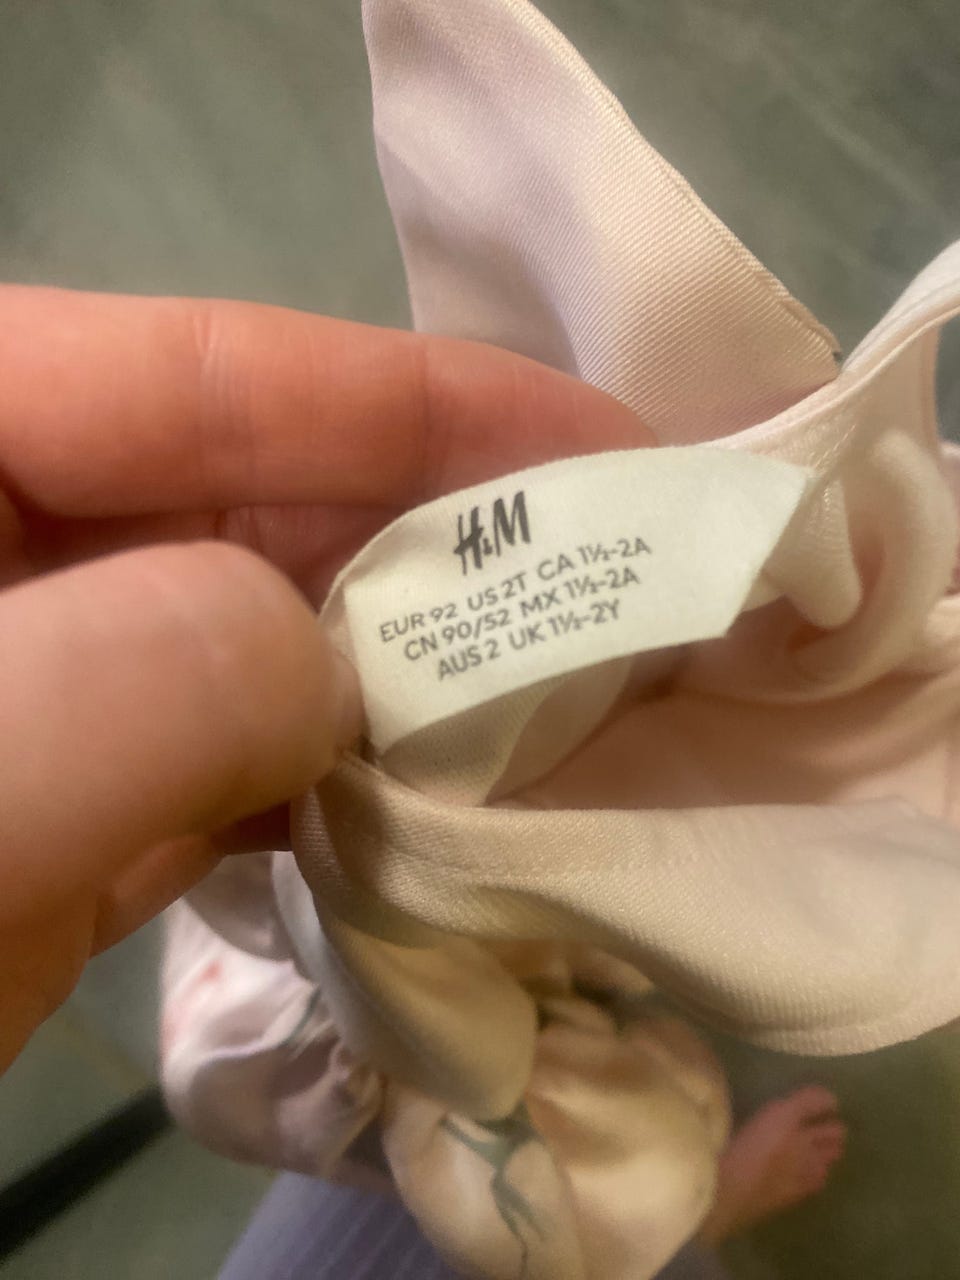 H&M
EUR 92 US 2T CA 1½-2A
CN 90/52 MX 1½-2A
AUS 2 UK 1½-2Y